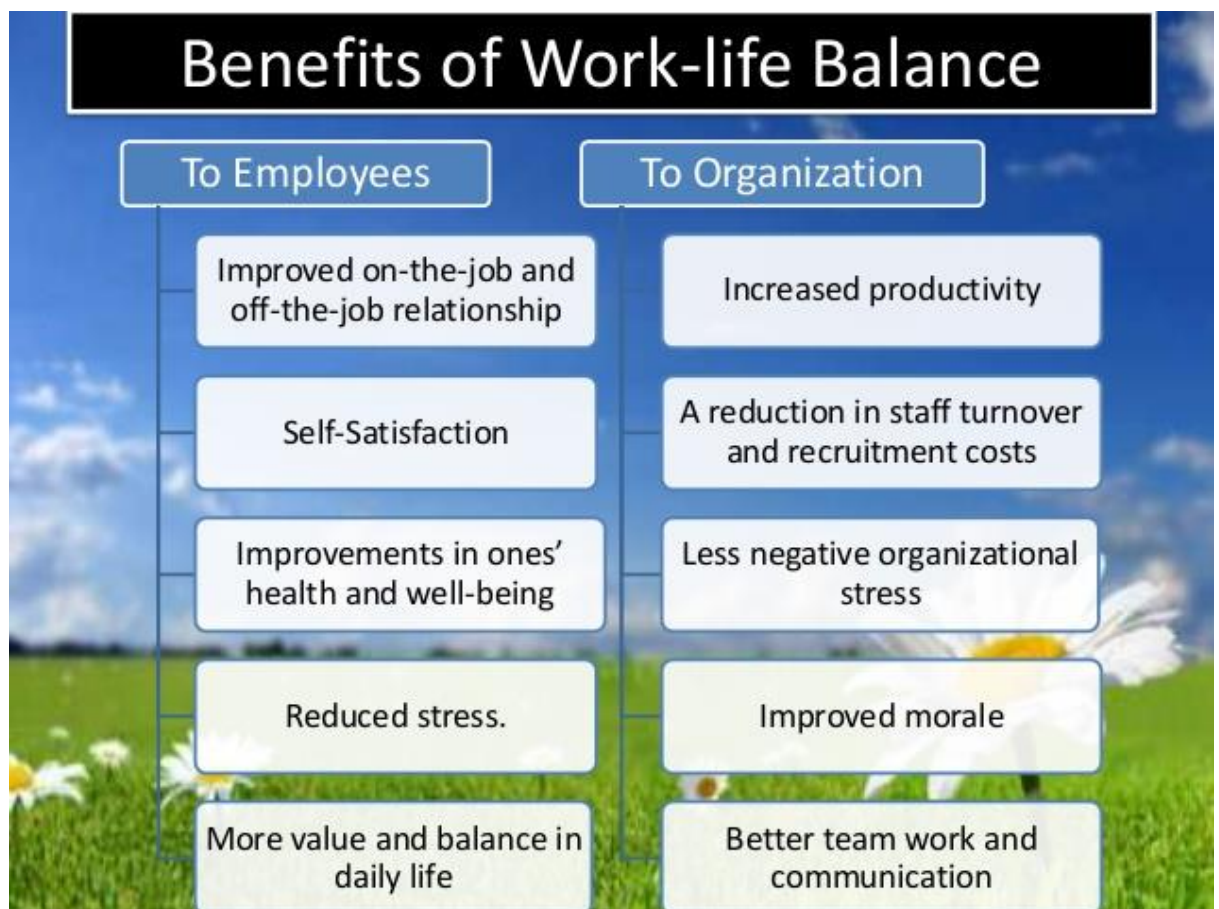 Benefits of Work-life Balance
To Employees
Improved on-the-job and
off-the-job relationship
Self-Satisfaction
Improvements in ones’
health and well-being
Reduced stress.
More value and balance in
daily life
To Organization
Increased productivity
A reduction in staff turnover
and recruitment costs
Less negative organizational
stress
Improved morale
Better team work and
communication